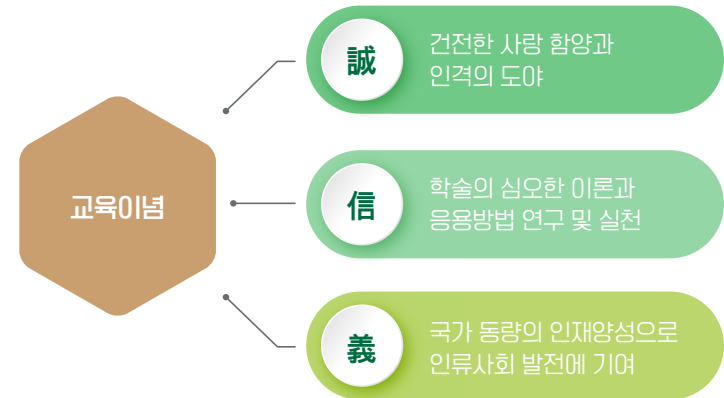 교육이념
誠
건전한 사랑 함양과
인격의 도야
信
학술의 심오한 이론과
응용방법 연구 및 실천
義
국가 동량의 인재양성으로
인류사회 발전에 기여